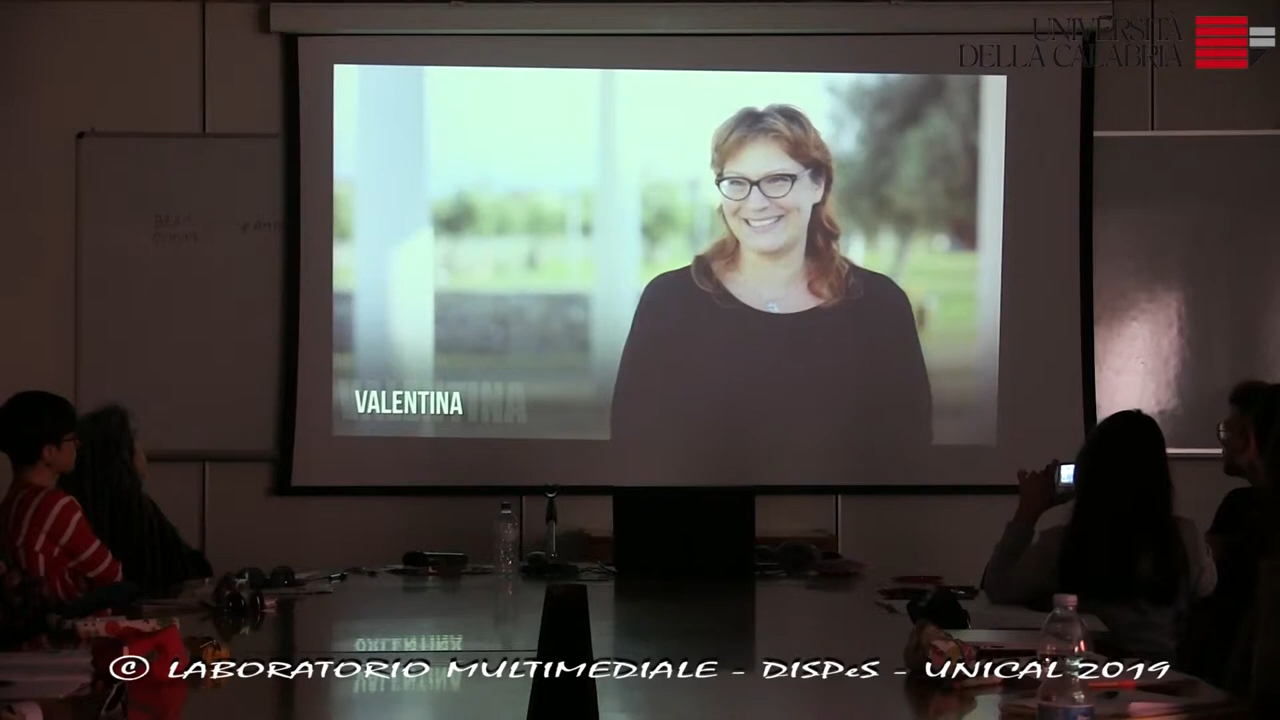 UNIVERSITÀ
DELLA CALABRIA
VALENTINA
© LABORATORIO MULTIMEDIALE - DISPeS - UNICAL 2019